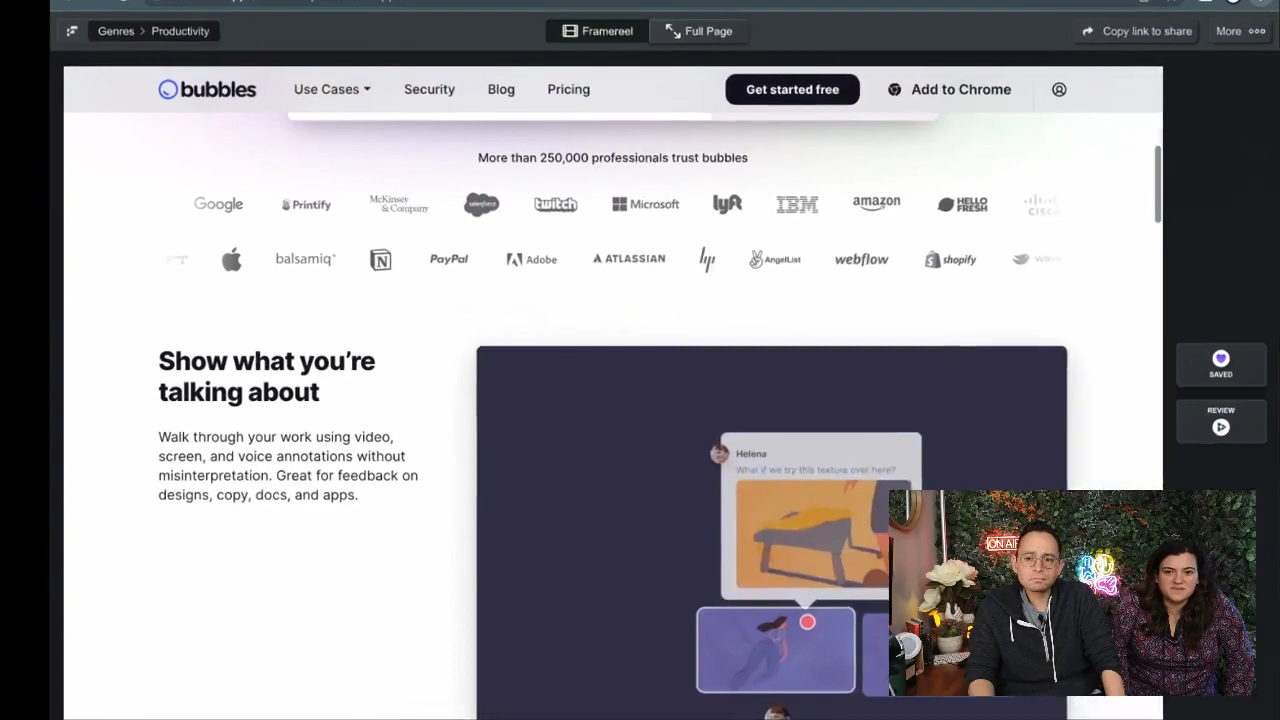 Genres > Productivity
Framereel
Full Page
Copy link to share
More
bubbles
Use Cases
Security
Blog
Pricing
Get started free
Add to Chrome
More than 250,000 professionals trust bubbles
Google
Printify
McKinsey
& Company
salesforce
twitch
Microsoft
lyft
IBM
amazon
HELLO
FRESH
CISCO
balsamiq
N
PayPal
Adobe
ATLASSIAN
AngelList
webflow
shopify
Show what you're
talking about
Walk through your work using video,
screen, and voice annotations without
misinterpretation. Great for feedback on
designs, copy, docs, and apps.
Helena
What if we try this texture over here?
SAVED
REVIEW
ON AIR